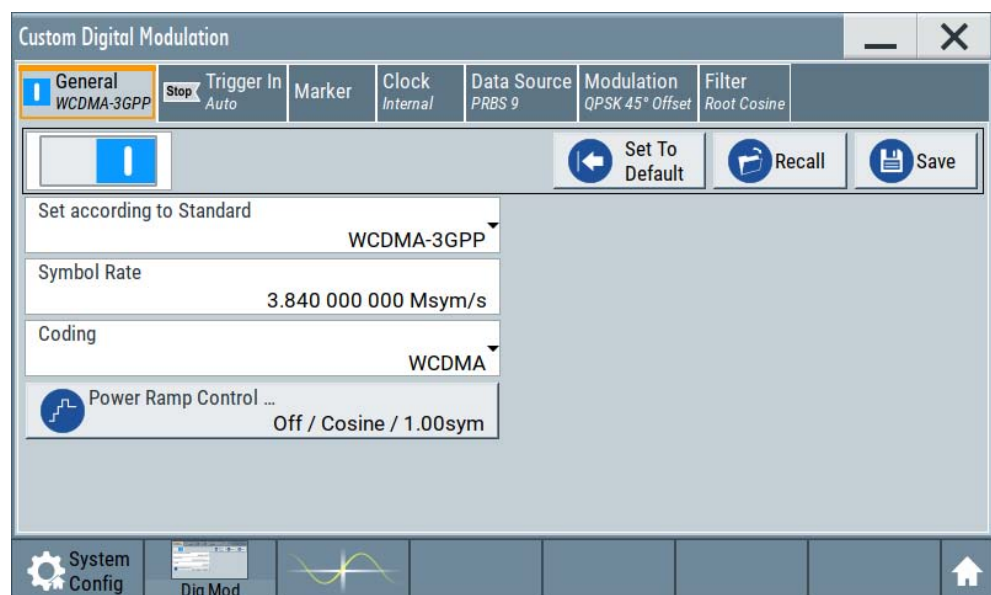 Custom Digital Modulation
General
WCDMA-3GPP
Stop
Trigger In
Auto
Marker
Clock
Internal
Data Source
PRBS 9
Modulation
QPSK 45° Offset
Filter
Root Cosine
Set To
Default
Recall
Save
Set according to Standard
WCDMA-3GPP
Symbol Rate
3.840 000 000 Msym/s
Coding
WCDMA
Power Ramp Control ...
Off / Cosine / 1.00sym
System
Config
Dig Mod